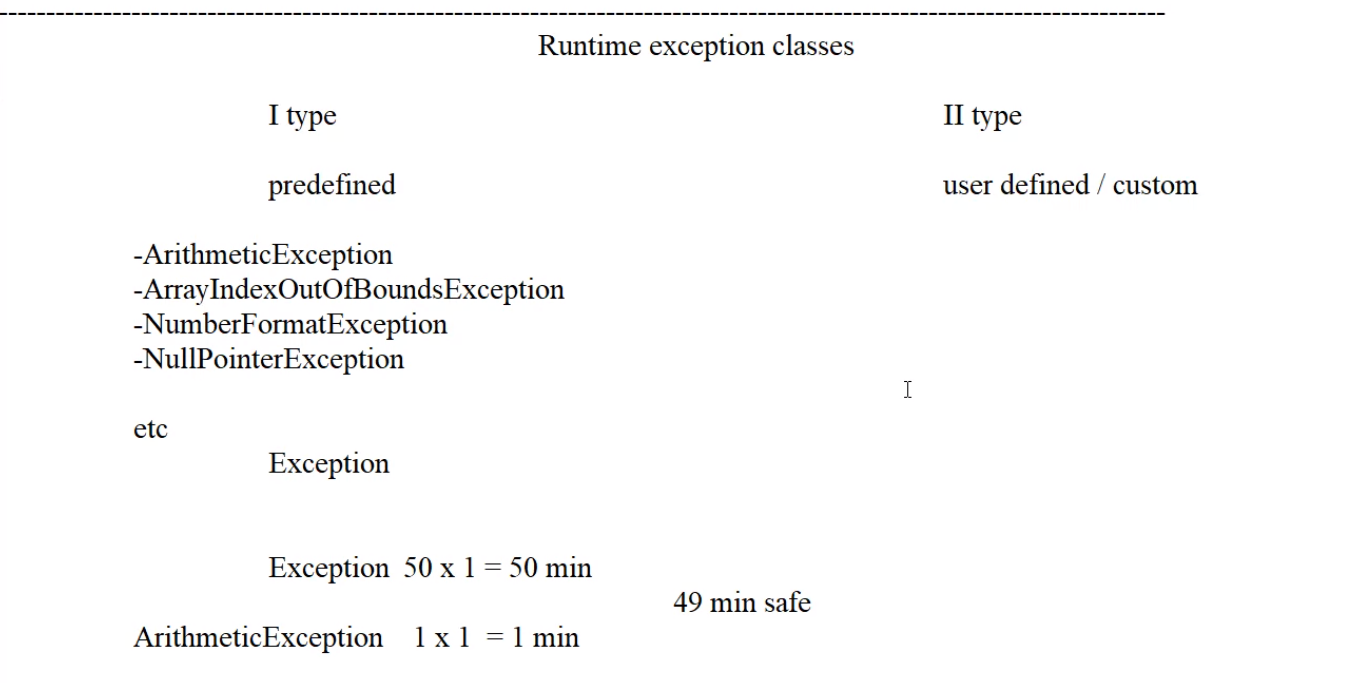 ------------------------------------------------------------------------------------------------------------------
Runtime exception classes
I type II type
predefined user defined / custom
-ArithmeticException
-ArrayIndexOutOfBoundsException
-NumberFormatException
-NullPointerException
etc
Exception
Exception 50 x 1 = 50 min
49 min safe
ArithmeticException 1 x 1 = 1 min